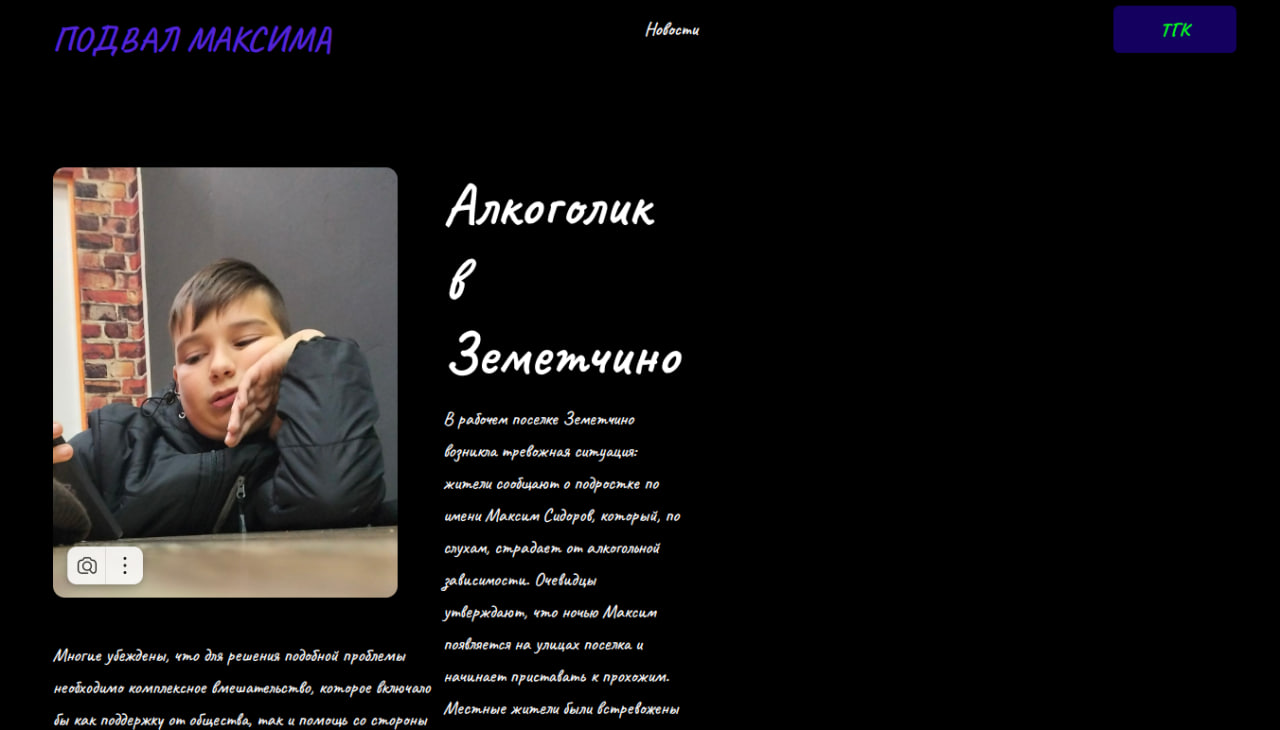 ПОДВАЛ МАКСИМА
Новости
ТГК
Алкоголик
в
Земетчино
В рабочем поселке Земетчино
возникла тревожная ситуация:
жители сообщают о подростке по
имени Максим Сидоров, который, по
слухам, страдает от алкогольной
зависимости. Очевидцы
утверждают, что ночью Максим
появляется на улицах поселка и
начинает приставать к прохожим.
Местные жители были встревожены
Многие убеждены, что для решения подобной проблемы
необходимо комплексное вмешательство, которое включало
бы как поддержку от общества, так и помощь со стороны